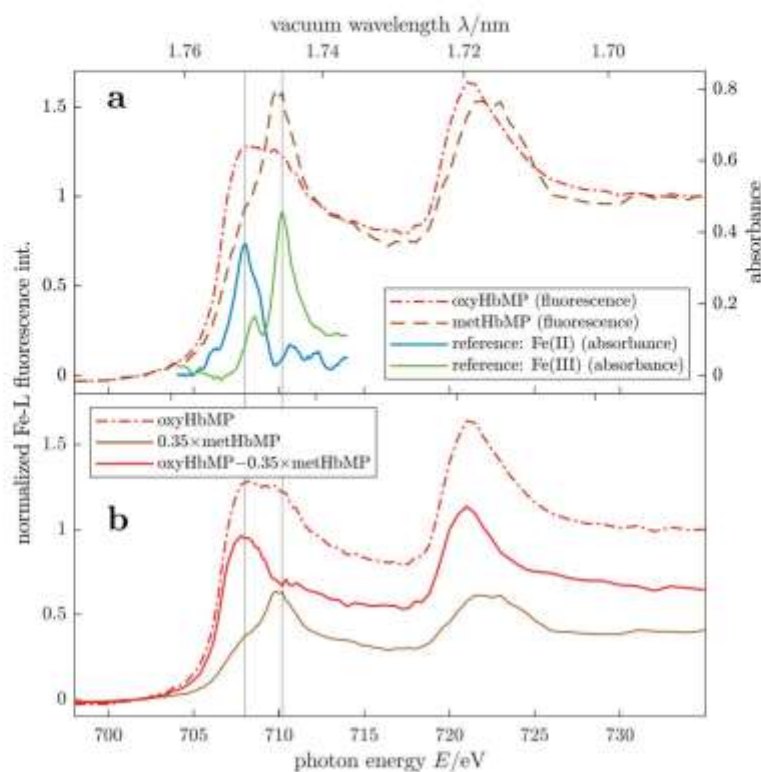 vacuum wavelength λ/nm
1.76 1.74 1.72 1.70
a
1.5
1
0.5
0
0.8
0.6
0.4
0.2
0
normalized Fe-L fluorescence int.
absorbance
oxyHbMP (fluorescence)
metHbMP (fluorescence)
reference: Fe(II) (absorbance)
reference: Fe(III) (absorbance)
oxyHbMP
0.35×metHbMP
oxyHbMP−0.35×metHbMP
b
1.5
1
0.5
0
700 705 710 715 720 725 730
photon energy E/eV